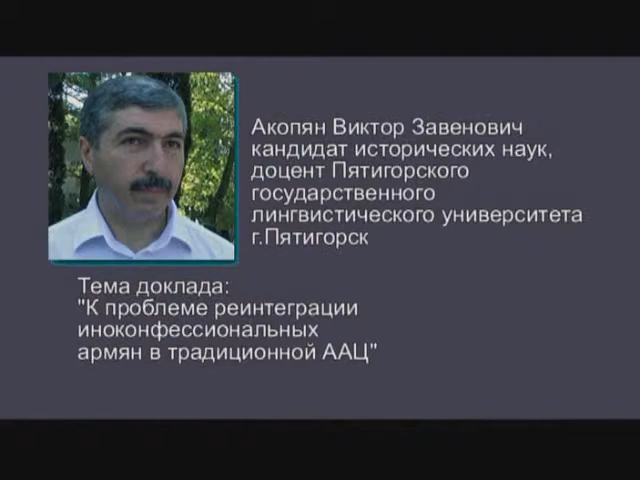 Акопян Виктор Завенович
кандидат исторических наук,
доцент Пятигорского
государственного
лингвистического университета
г.Пятигорск
Тема доклада:
"К проблеме реинтеграции
иноконфессиональных
армян в традиционной ААЦ"